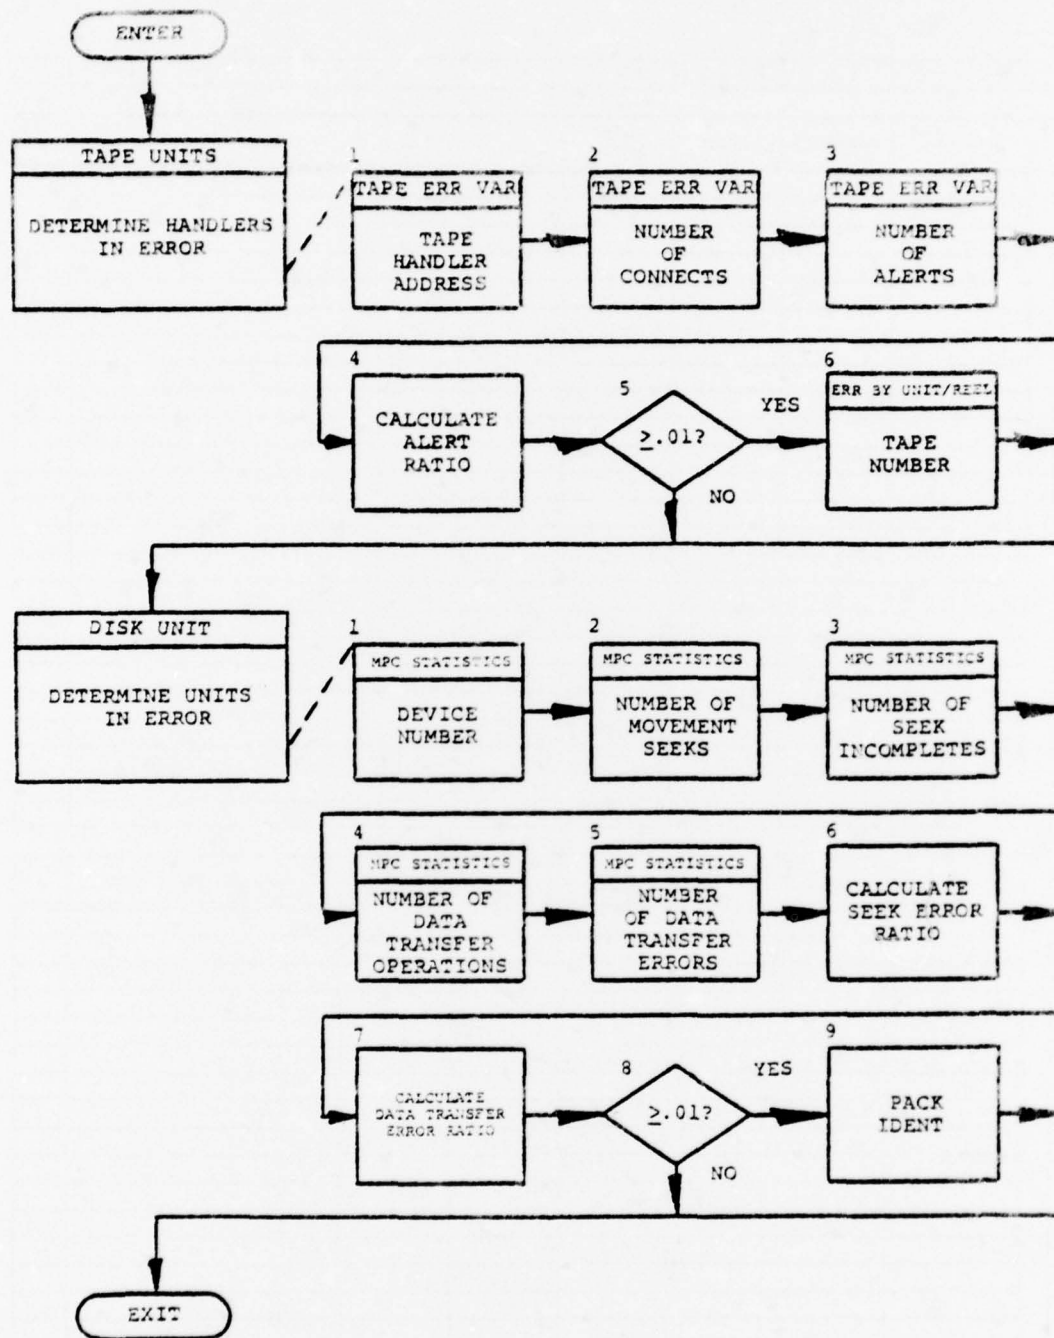 ENTER
TAPE UNITS
DETERMINE HANDLERS
IN ERROR
1
TAPE ERR VAR
TAPE
HANDLER
ADDRESS
2
TAPE ERR VAR
NUMBER
OF
CONNECTS
3
TAPE ERR VAR
NUMBER
OF
ALERTS
4
CALCULATE
ALERT
RATIO
5
≥.01?
YES
NO
6
ERR BY UNIT/REEL
TAPE
NUMBER
DISK UNIT
DETERMINE UNITS
IN ERROR
1
MPC STATISTICS
DEVICE
NUMBER
2
MPC STATISTICS
NUMBER OF
MOVEMENT
SEEKS
3
MPC STATISTICS
NUMBER OF
SEEK
INCOMPLETES
4
MPC STATISTICS
NUMBER OF
DATA
TRANSFER
OPERATIONS
5
MPC STATISTICS
NUMBER
OF DATA
TRANSFER
ERRORS
6
CALCULATE
SEEK ERROR
RATIO
7
CALCULATE
DATA TRANSFER
ERROR RATIO
8
≥.01?
YES
NO
9
PACK
IDENT
EXIT